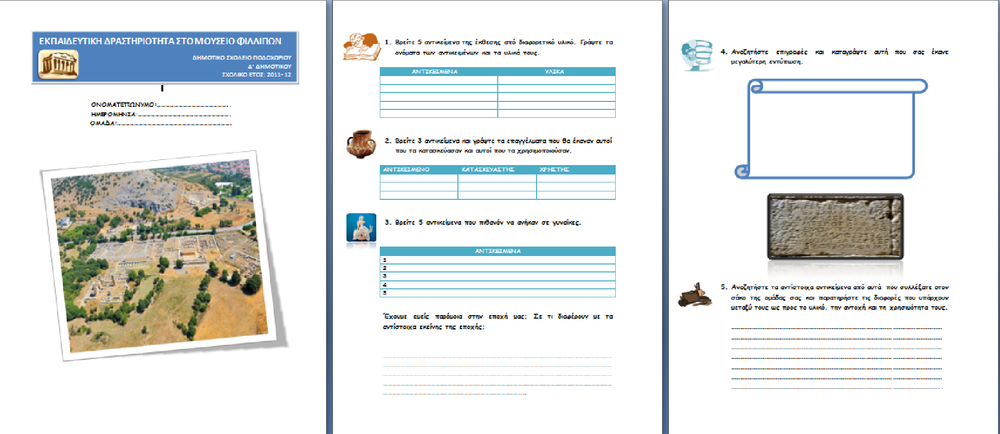 ΕΚΠΑΙΔΕΥΤΙΚΗ ΔΡΑΣΤΗΡΙΟΤΗΤΑ ΣΤΟ ΜΟΥΣΕΙΟ ΦΙΛΛΙΠΩΝ
ΔΗΜΟΤΙΚΟ ΣΧΟΛΕΙΟ ΠΟΔΟΧΩΡΙΟΥ
Δ' ΔΗΜΟΤΙΚΟΥ
ΣΧΟΛΙΚΟ ΕΤΟΣ: 2011- 12
ΟΝΟΜΑΤΕΠΩΝΥΜΟ:
ΗΜΕΡΟΜΗΝΙΑ:
ΟΜΑΔΑ:
1. Βρείτε 5 αντικείμενα της έκθεσης από διαφορετικό υλικό. Γράψτε τα
ονόματα των αντικειμένων και τα υλικά τους.
ΑΝΤΙΚΕΙΜΕΝΑ ΥΛΙΚΑ
2. Βρείτε 3 αντικείμενα και γράψτε τα επαγγέλματα που θα έκαναν αυτοί
που τα κατασκεύασαν και αυτοί που τα χρησιμοποιούσαν.
ΑΝΤΙΚΕΙΜΕΝΟ ΚΑΤΑΣΚΕΥΑΣΤΗΣ ΧΡΗΣΤΗΣ
3. Βρείτε 5 αντικείμενα που πιθανόν να ανήκαν σε γυναίκες.
ΑΝΤΙΚΕΙΜΕΝΑ
1
2
3
4
5
Έχουμε εμείς παρόμοια στην εποχή μας; Σε τι διαφέρουν με τα
αντίστοιχα εκείνης της εποχής;
4. Αναζητήστε επιγραφές και καταγράψτε αυτή που σας έκανε
μεγαλύτερη εντύπωση.
5. Αναζητήστε τα αντίστοιχα αντικείμενα από αυτά που συλλέξατε στον
σάκο της ομάδας σας και παρατηρήστε τις διαφορές που υπάρχουν
μεταξύ τους ως προς το υλικό, την αντοχή και τη χρησιμότητα τους.